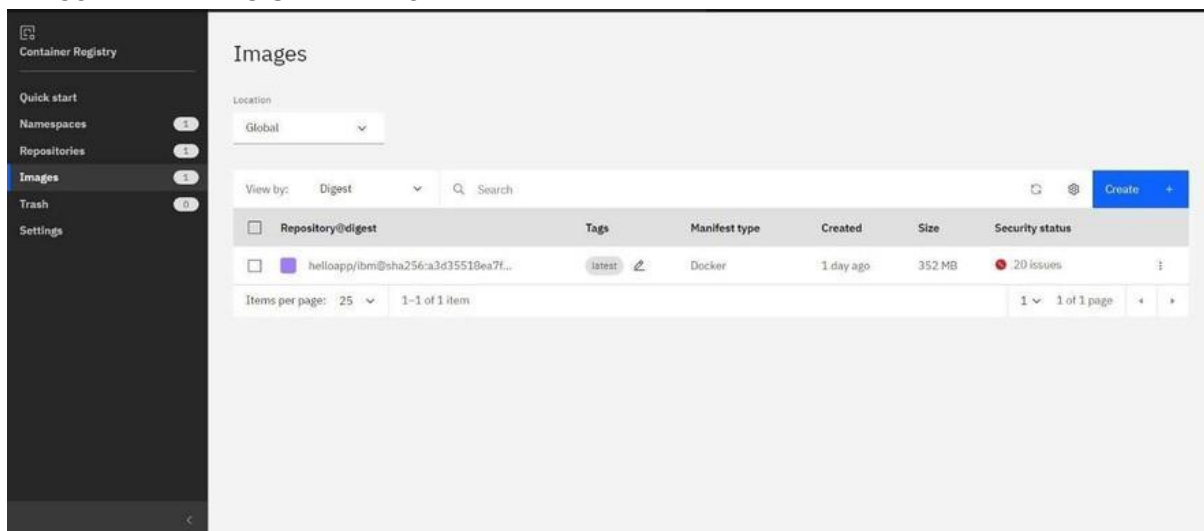 Container Registry
Quick start
Namespaces 1
Repositories 1
Images 1
Trash 0
Settings
Images
Location
Global
View by: Digest Search Create +
Repository@digest Tags Manifest type Created Size Security status
helloapp/ibm@sha256:a3d35518ea7f... latest Docker 1 day ago 352 MB 20 issues
Items per page: 25 1–1 of 1 item 1 1 of 1 page